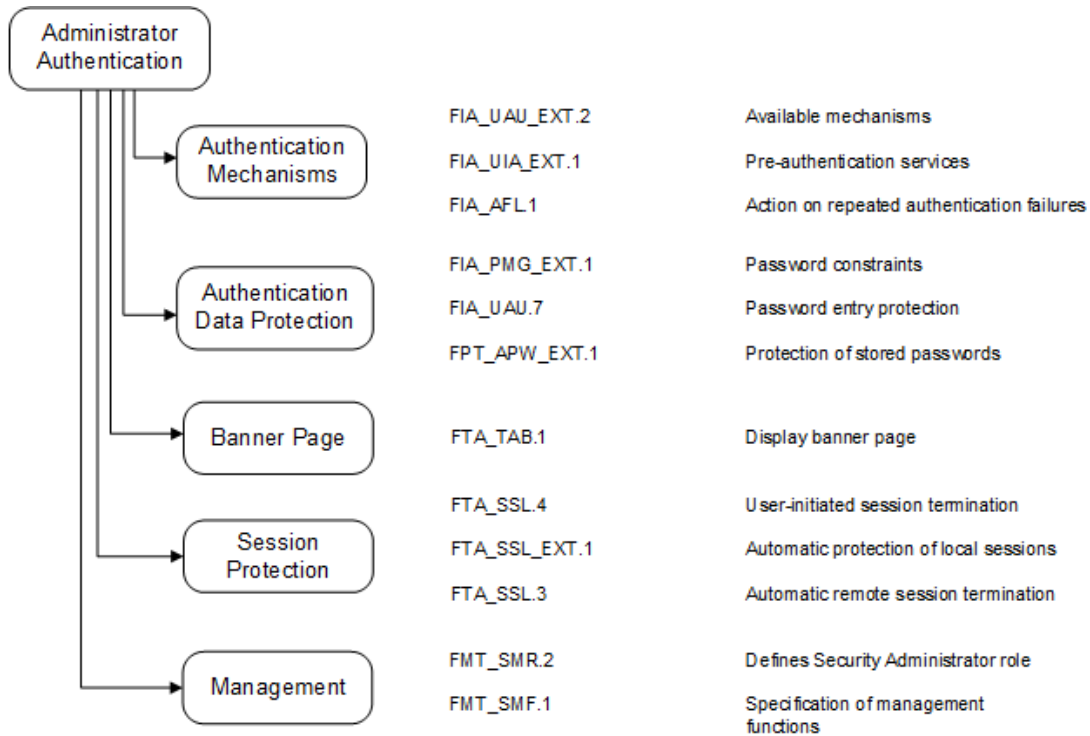 Administrator
Authentication
Authentication
Mechanisms
FIA_UAU_EXT.2 Available mechanisms
FIA_UIA_EXT.1 Pre-authentication services
FIA_AFL.1 Action on repeated authentication failures
Authentication
Data Protection
FIA_PMG_EXT.1 Password constraints
FIA_UAU.7 Password entry protection
FPT_APW_EXT.1 Protection of stored passwords
Banner Page
FTA_TAB.1 Display banner page
Session
Protection
FTA_SSL.4 User-initiated session termination
FTA_SSL_EXT.1 Automatic protection of local sessions
FTA_SSL.3 Automatic remote session termination
Management
FMT_SMR.2 Defines Security Administrator role
FMT_SMF.1 Specification of management
functions